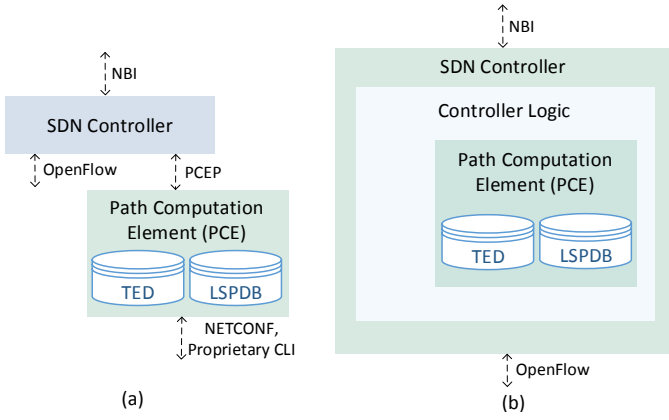 NBI
SDN Controller
OpenFlow
PCEP
Path Computation
Element (PCE)
TED
LSPDB
NETCONF,
Proprietary CLI
(a)
NBI
SDN Controller
Controller Logic
Path Computation
Element (PCE)
TED
LSPDB
OpenFlow
(b)